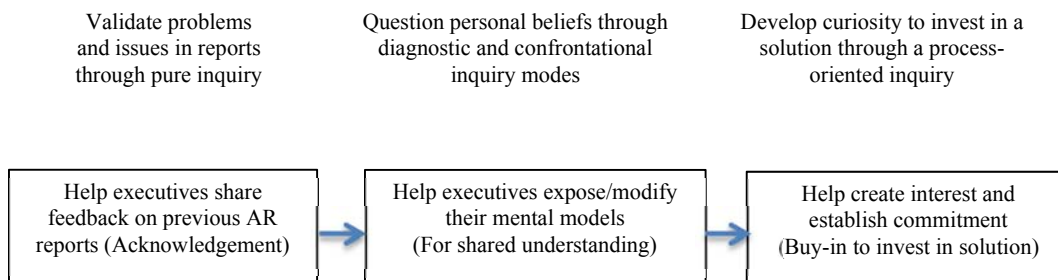 Validate problems
and issues in reports
through pure inquiry
Question personal beliefs through
diagnostic and confrontational
inquiry modes
Develop curiosity to invest in a
solution through a process-
oriented inquiry
Help executives share
feedback on previous AR
reports (Acknowledgement)
Help executives expose/modify
their mental models
(For shared understanding)
Help create interest and
establish commitment
(Buy-in to invest in solution)